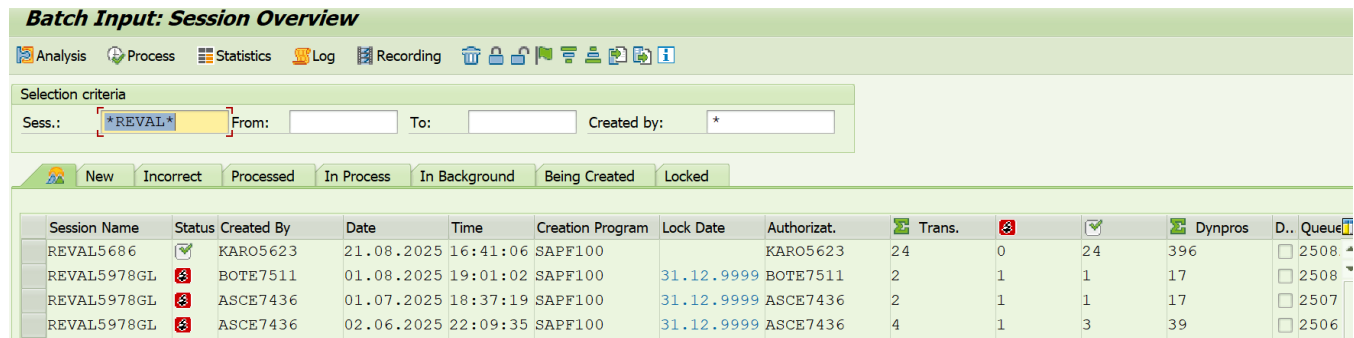 Batch Input: Session Overview
Analysis Process Statistics Log Recording
Selection criteria
Sess.: *REVAL* From: To: Created by: *
New Incorrect Processed In Process In Background Being Created Locked
Session Name Status Created By Date Time Creation Program Lock Date Authorizat. Trans. Dynpros D.. Queue
REVAL5686 KARO5623 21.08.2025 16:41:06 SAPF100 KARO5623 24 0 24 396 2508
REVAL5978GL BOTE7511 01.08.2025 19:01:02 SAPF100 31.12.9999 BOTE7511 2 1 1 17 2508
REVAL5978GL ASCE7436 01.07.2025 18:37:19 SAPF100 31.12.9999 ASCE7436 2 1 1 17 2507
REVAL5978GL ASCE7436 02.06.2025 22:09:35 SAPF100 31.12.9999 ASCE7436 4 1 3 39 2506